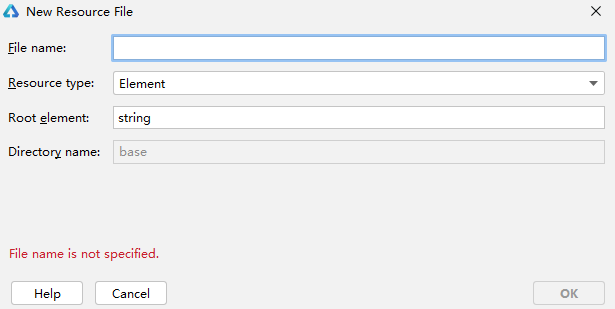 New Resource File
File name:
Resource type: Element
Root element: string
Directory name: base
File name is not specified.
Help Cancel OK